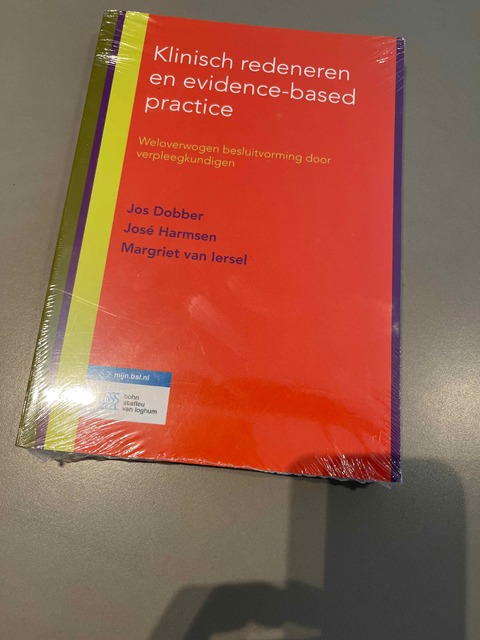 Klinisch redeneren
en evidence-based
practice
Weloverwogen besluitvorming door
verpleegkundigen
Jos Dobber
José Harmsen
Margriet van Iersel
mijn.bsl.nl
bohn
stafleu
van loghum